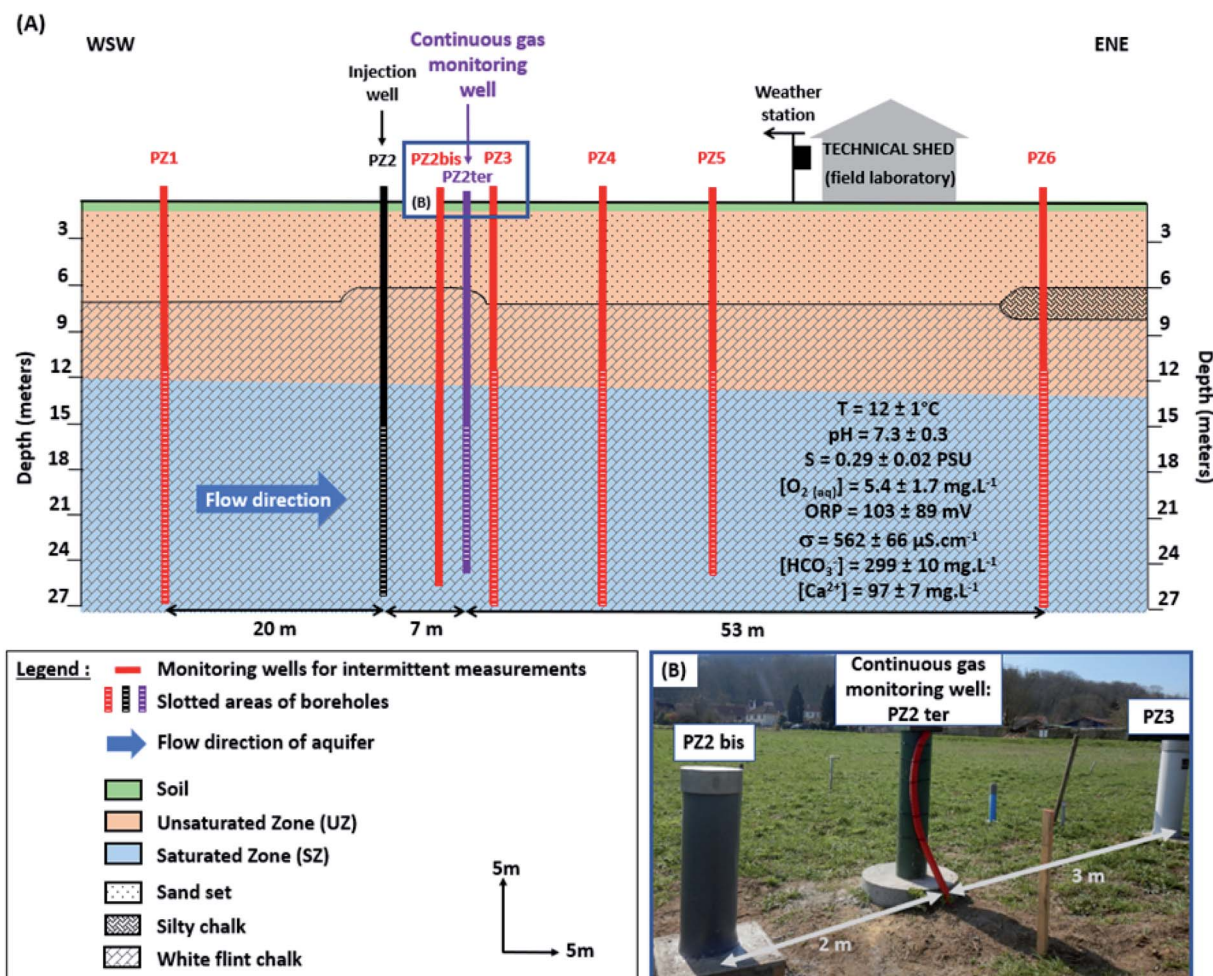 (A)
WSW
ENE
Continuous gas
monitoring
well
Injection
well
Weather
station
TECHNICAL SHED
(field laboratory)
PZ1
PZ2
PZ2bis
PZ3
PZ4
PZ5
PZ6
PZ2ter
(B)
3
6
9
12
15
18
21
24
27
Depth (meters)
3
6
9
12
15
18
21
24
27
Depth (meters)
Flow direction
T = 12 ± 1°C
pH = 7.3 ± 0.3
S = 0.29 ± 0.02 PSU
[O2 (aq)] = 5.4 ± 1.7 mg.L-1
ORP = 103 ± 89 mV
σ = 562 ± 66 µS.cm-1
[HCO3-] = 299 ± 10 mg.L-1
[Ca2+] = 97 ± 7 mg.L-1
20 m
7 m
53 m
Legend :
Monitoring wells for intermittent measurements
Slotted areas of boreholes
Flow direction of aquifer
Soil
Unsaturated Zone (UZ)
Saturated Zone (SZ)
Sand set
Silty chalk
White flint chalk
5m
5m
(B)
Continuous gas
monitoring well:
PZ2 ter
PZ2 bis
PZ3
2 m
3 m